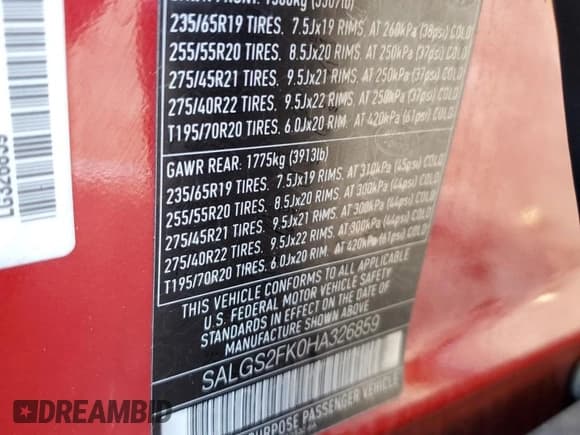 1500kg (3307lb)
235/65R19 TIRES. 7.5Jx19 RIMS. AT 260kPa (38psi) COLD
255/55R20 TIRES. 8.5Jx20 RIMS. AT 250kPa (37psi) COLD
275/45R21 TIRES. 9.5Jx21 RIMS. AT 250kPa (37psi) COLD
275/40R22 TIRES. 9.5Jx22 RIMS. AT 250kPa (37psi) COLD
T195/70R20 TIRES. 6.0Jx20 RIM. AT 420kPa (61psi) COLD
GAWR REAR: 1775kg (3913lb)
235/65R19 TIRES. 7.5Jx19 RIMS. AT 310kPa (45psi) COLD
255/55R20 TIRES. 8.5Jx20 RIMS. AT 300kPa (44psi) COLD
275/45R21 TIRES. 9.5Jx21 RIMS. AT 300kPa (44psi) COLD
275/40R22 TIRES. 9.5Jx22 RIMS. AT 300kPa (44psi) COLD
T195/70R20 TIRES. 6.0Jx20 RIM. AT 420kPa (61psi) COLD
THIS VEHICLE CONFORMS TO ALL APPLICABLE
U.S. FEDERAL MOTOR VEHICLE SAFETY
STANDARDS IN EFFECT ON THE DATE OF
MANUFACTURE SHOWN ABOVE.
SALGS2FK0HA326859
PURPOSE PASSENGER VEHICLE
LG326859
DREAMBID